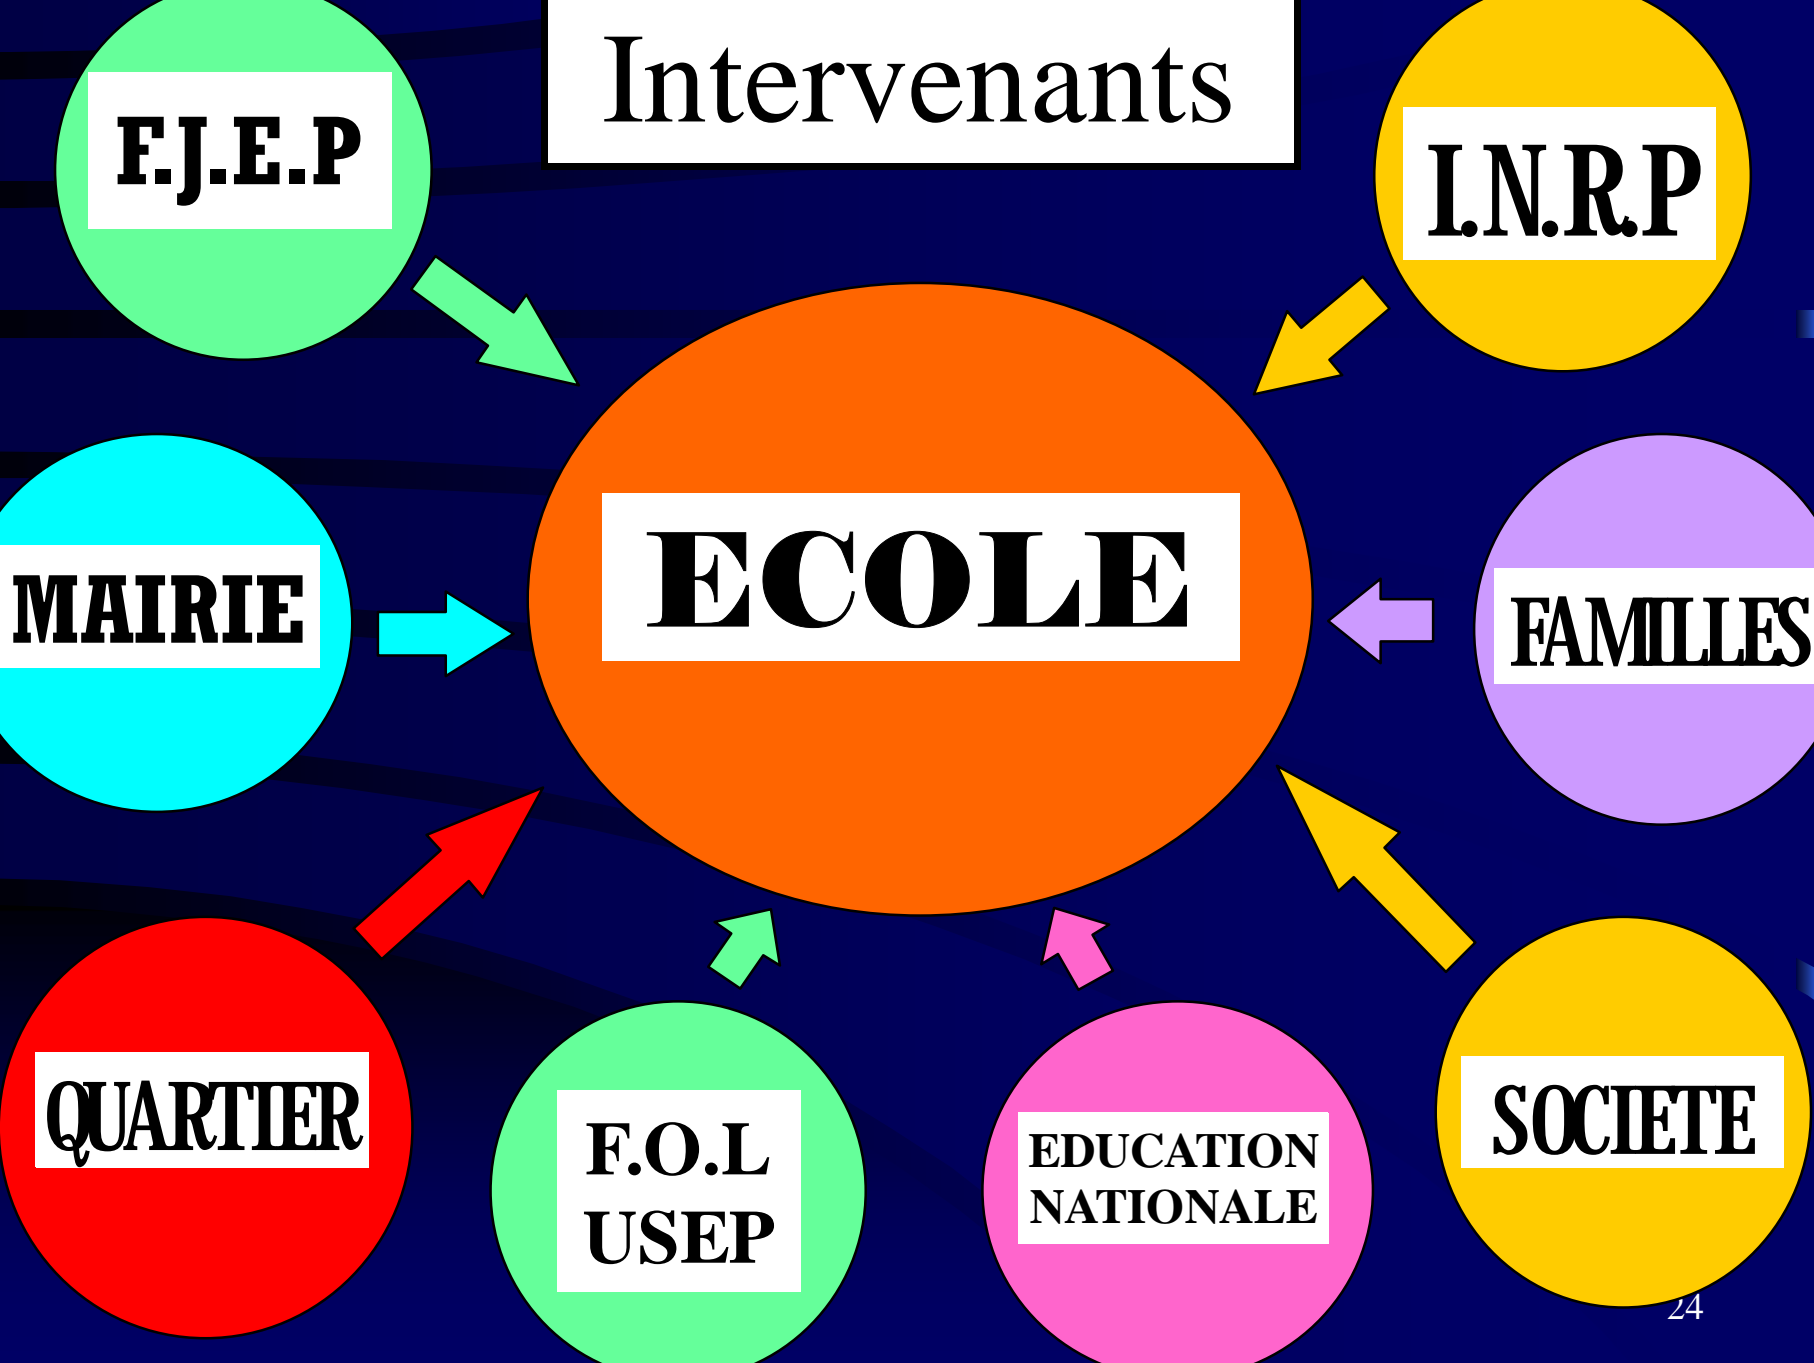 Intervenants
F.J.E.P
I.N.R.P
ECOLE
MAIRIE
FAMILLES
QUARTIER
F.O.L
USEP
EDUCATION
NATIONALE
SOCIETE
24